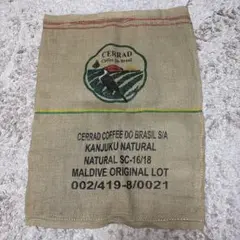 CERRAD
Coffee do Brasil
CERRAD COFFEE DO BRASIL S/A
KANJUKU NATURAL
NATURAL SC-16/18
MALDIVE ORIGINAL LOT
002/419-8/0021